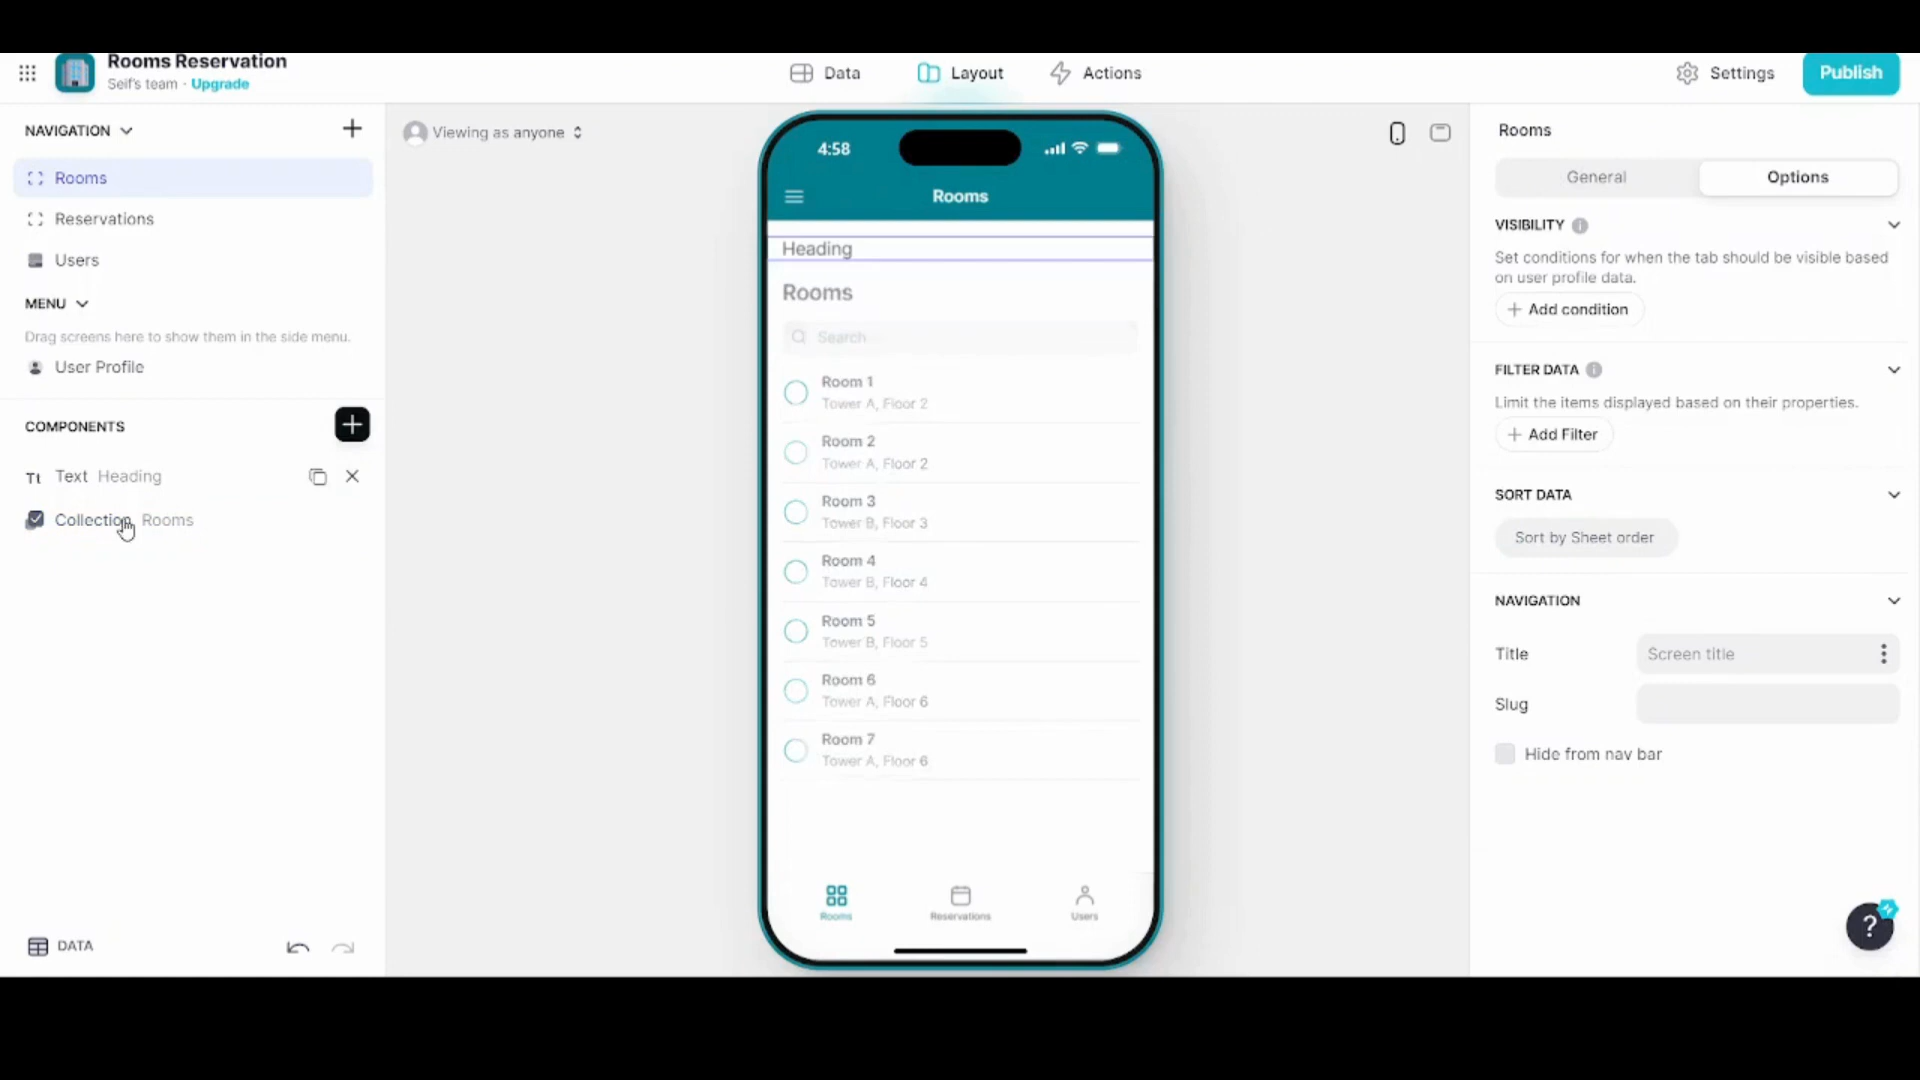 Rooms Reservation
Seif's team · Upgrade
Data
Layout
Actions
Settings
Publish
NAVIGATION
Rooms
Reservations
Users
MENU
Drag screens here to show them in the side menu.
User Profile
COMPONENTS
Tt Text Heading
Collection Rooms
DATA
Viewing as anyone
4:58
Rooms
Heading
Rooms
Search
Room 1
Tower A, Floor 2
Room 2
Tower A, Floor 2
Room 3
Tower B, Floor 3
Room 4
Tower B, Floor 4
Room 5
Tower B, Floor 5
Room 6
Tower A, Floor 6
Room 7
Tower A, Floor 6
Rooms
Reservations
Users
Rooms
General
Options
VISIBILITY
Set conditions for when the tab should be visible based
on user profile data.
Add condition
FILTER DATA
Limit the items displayed based on their properties.
Add Filter
SORT DATA
Sort by Sheet order
NAVIGATION
Title
Screen title
Slug
Hide from nav bar
?